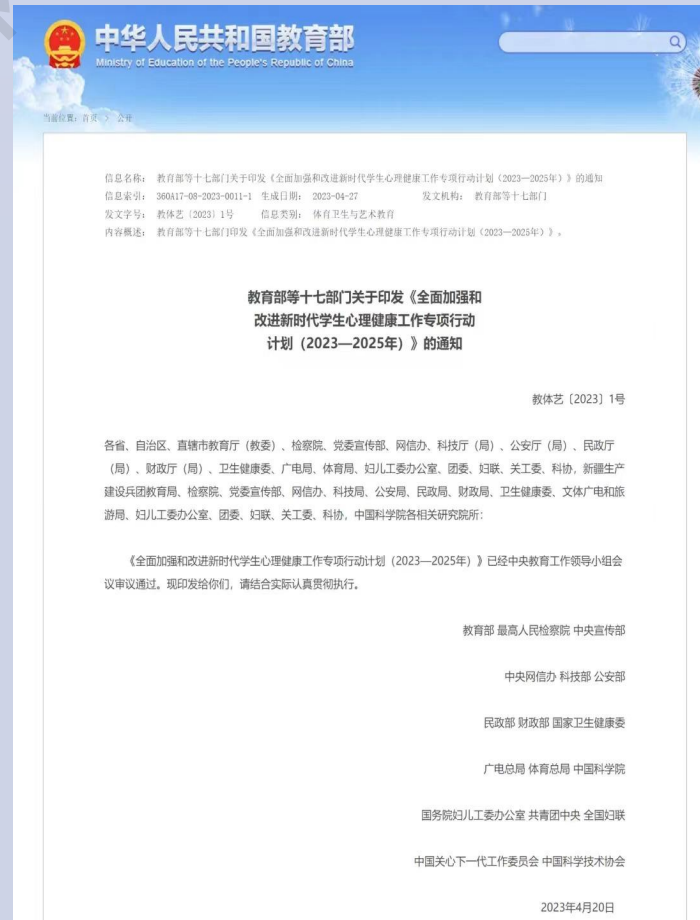 中华人民共和国教育部
Ministry of Education of the People's Republic of China
当前位置：首页 > 公开
信息名称： 教育部等十七部门关于印发《全面加强和改进新时代学生心理健康工作专项行动计划（2023—2025年）》的通知
信息索引： 360A17-08-2023-0011-1 生成日期： 2023-04-27 发文机构： 教育部等十七部门
发文字号： 教体艺〔2023〕1号 信息类别： 体育卫生与艺术教育
内容概述： 教育部等十七部门印发《全面加强和改进新时代学生心理健康工作专项行动计划（2023—2025年）》。
教育部等十七部门关于印发《全面加强和
改进新时代学生心理健康工作专项行动
计划（2023—2025年）》的通知
教体艺〔2023〕1号
各省、自治区、直辖市教育厅（教委）、检察院、党委宣传部、网信办、科技厅（局）、公安厅（局）、民政厅
（局）、财政厅（局）、卫生健康委、广电局、体育局、妇儿工委办公室、团委、妇联、关工委、科协，新疆生产
建设兵团教育局、检察院、党委宣传部、网信办、科技局、公安局、民政局、财政局、卫生健康委、文体广电和旅
游局、妇儿工委办公室、团委、妇联、关工委、科协，中国科学院各相关研究院所：
《全面加强和改进新时代学生心理健康工作专项行动计划（2023—2025年）》已经中央教育工作领导小组会
议审议通过。现印发给你们，请结合实际认真贯彻执行。
教育部 最高人民检察院 中央宣传部
中央网信办 科技部 公安部
民政部 财政部 国家卫生健康委
广电总局 体育总局 中国科学院
国务院妇儿工委办公室 共青团中央 全国妇联
中国关心下一代工作委员会 中国科学技术协会
2023年4月20日